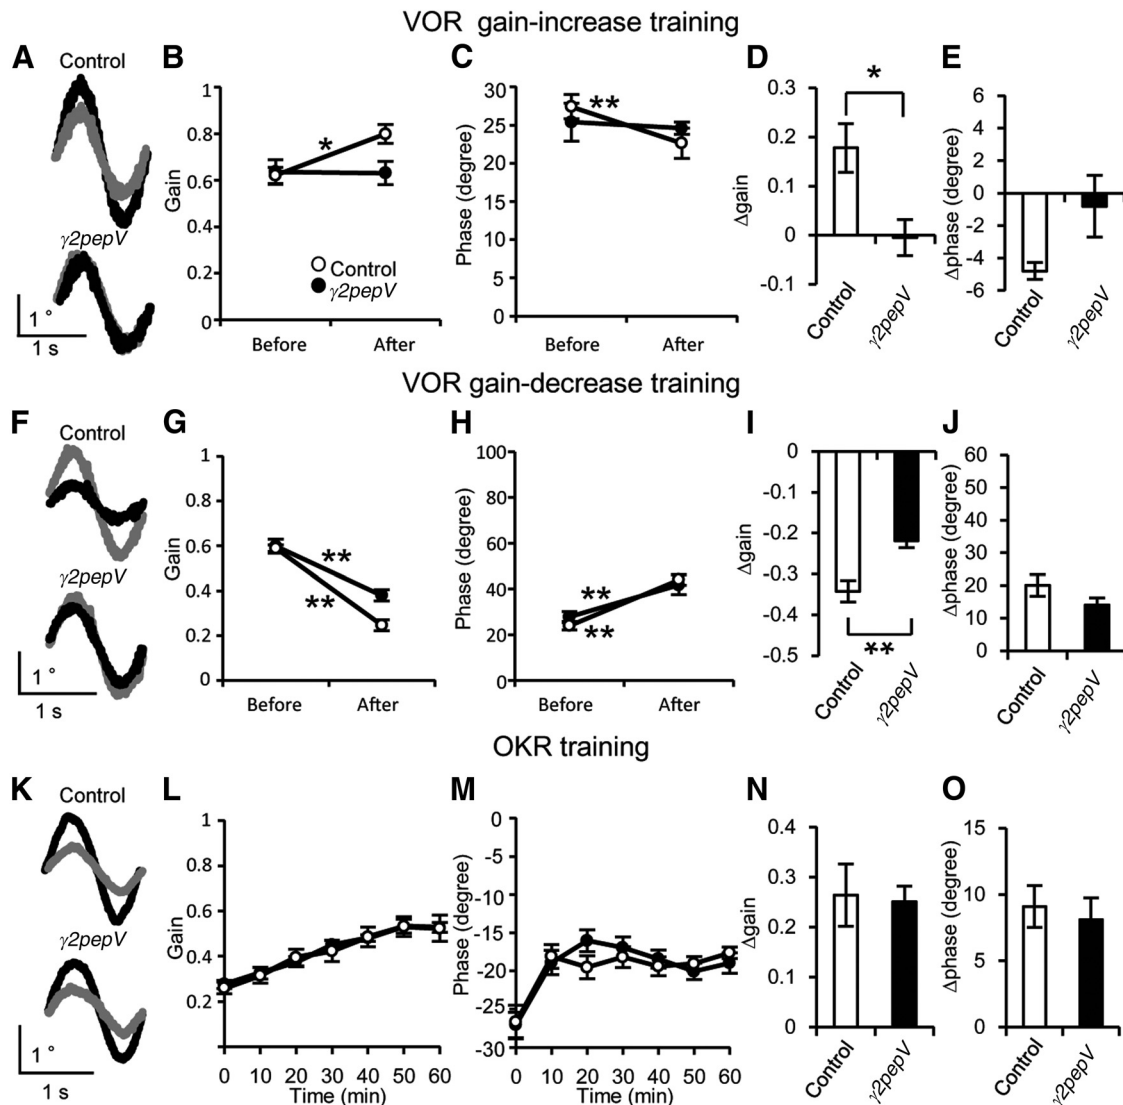 VOR gain-increase training
A
Control
γ2pepV
1 °
1 s
B
Gain
1
0.8
0.6
0.4
0.2
0
*
Control
γ2pepV
Before
After
C
Phase (degree)
30
25
20
15
10
5
0
**
Before
After
D
Δgain
0.3
0.2
0.1
0
-0.1
*
Control
γ2pepV
E
Δphase (degree)
6
4
2
0
-2
-4
-6
Control
γ2pepV
VOR gain-decrease training
F
Control
γ2pepV
1 °
1 s
G
Gain
1
0.8
0.6
0.4
0.2
0
**
**
Before
After
H
Phase (degree)
100
80
60
40
20
0
**
**
Before
After
I
Δgain
0
-0.1
-0.2
-0.3
-0.4
-0.5
**
Control
γ2pepV
J
Δphase (degree)
60
50
40
30
20
10
0
Control
γ2pepV
OKR training
K
Control
γ2pepV
1 °
1 s
L
Gain
1
0.8
0.6
0.4
0.2
0 10 20 30 40 50 60
Time (min)
M
Phase (degree)
0
-5
-10
-15
-20
-25
-30
0 10 20 30 40 50 60
Time (min)
N
Δgain
0.4
0.3
0.2
0.1
0
Control
γ2pepV
O
Δphase (degree)
15
10
5
0
Control
γ2pepV